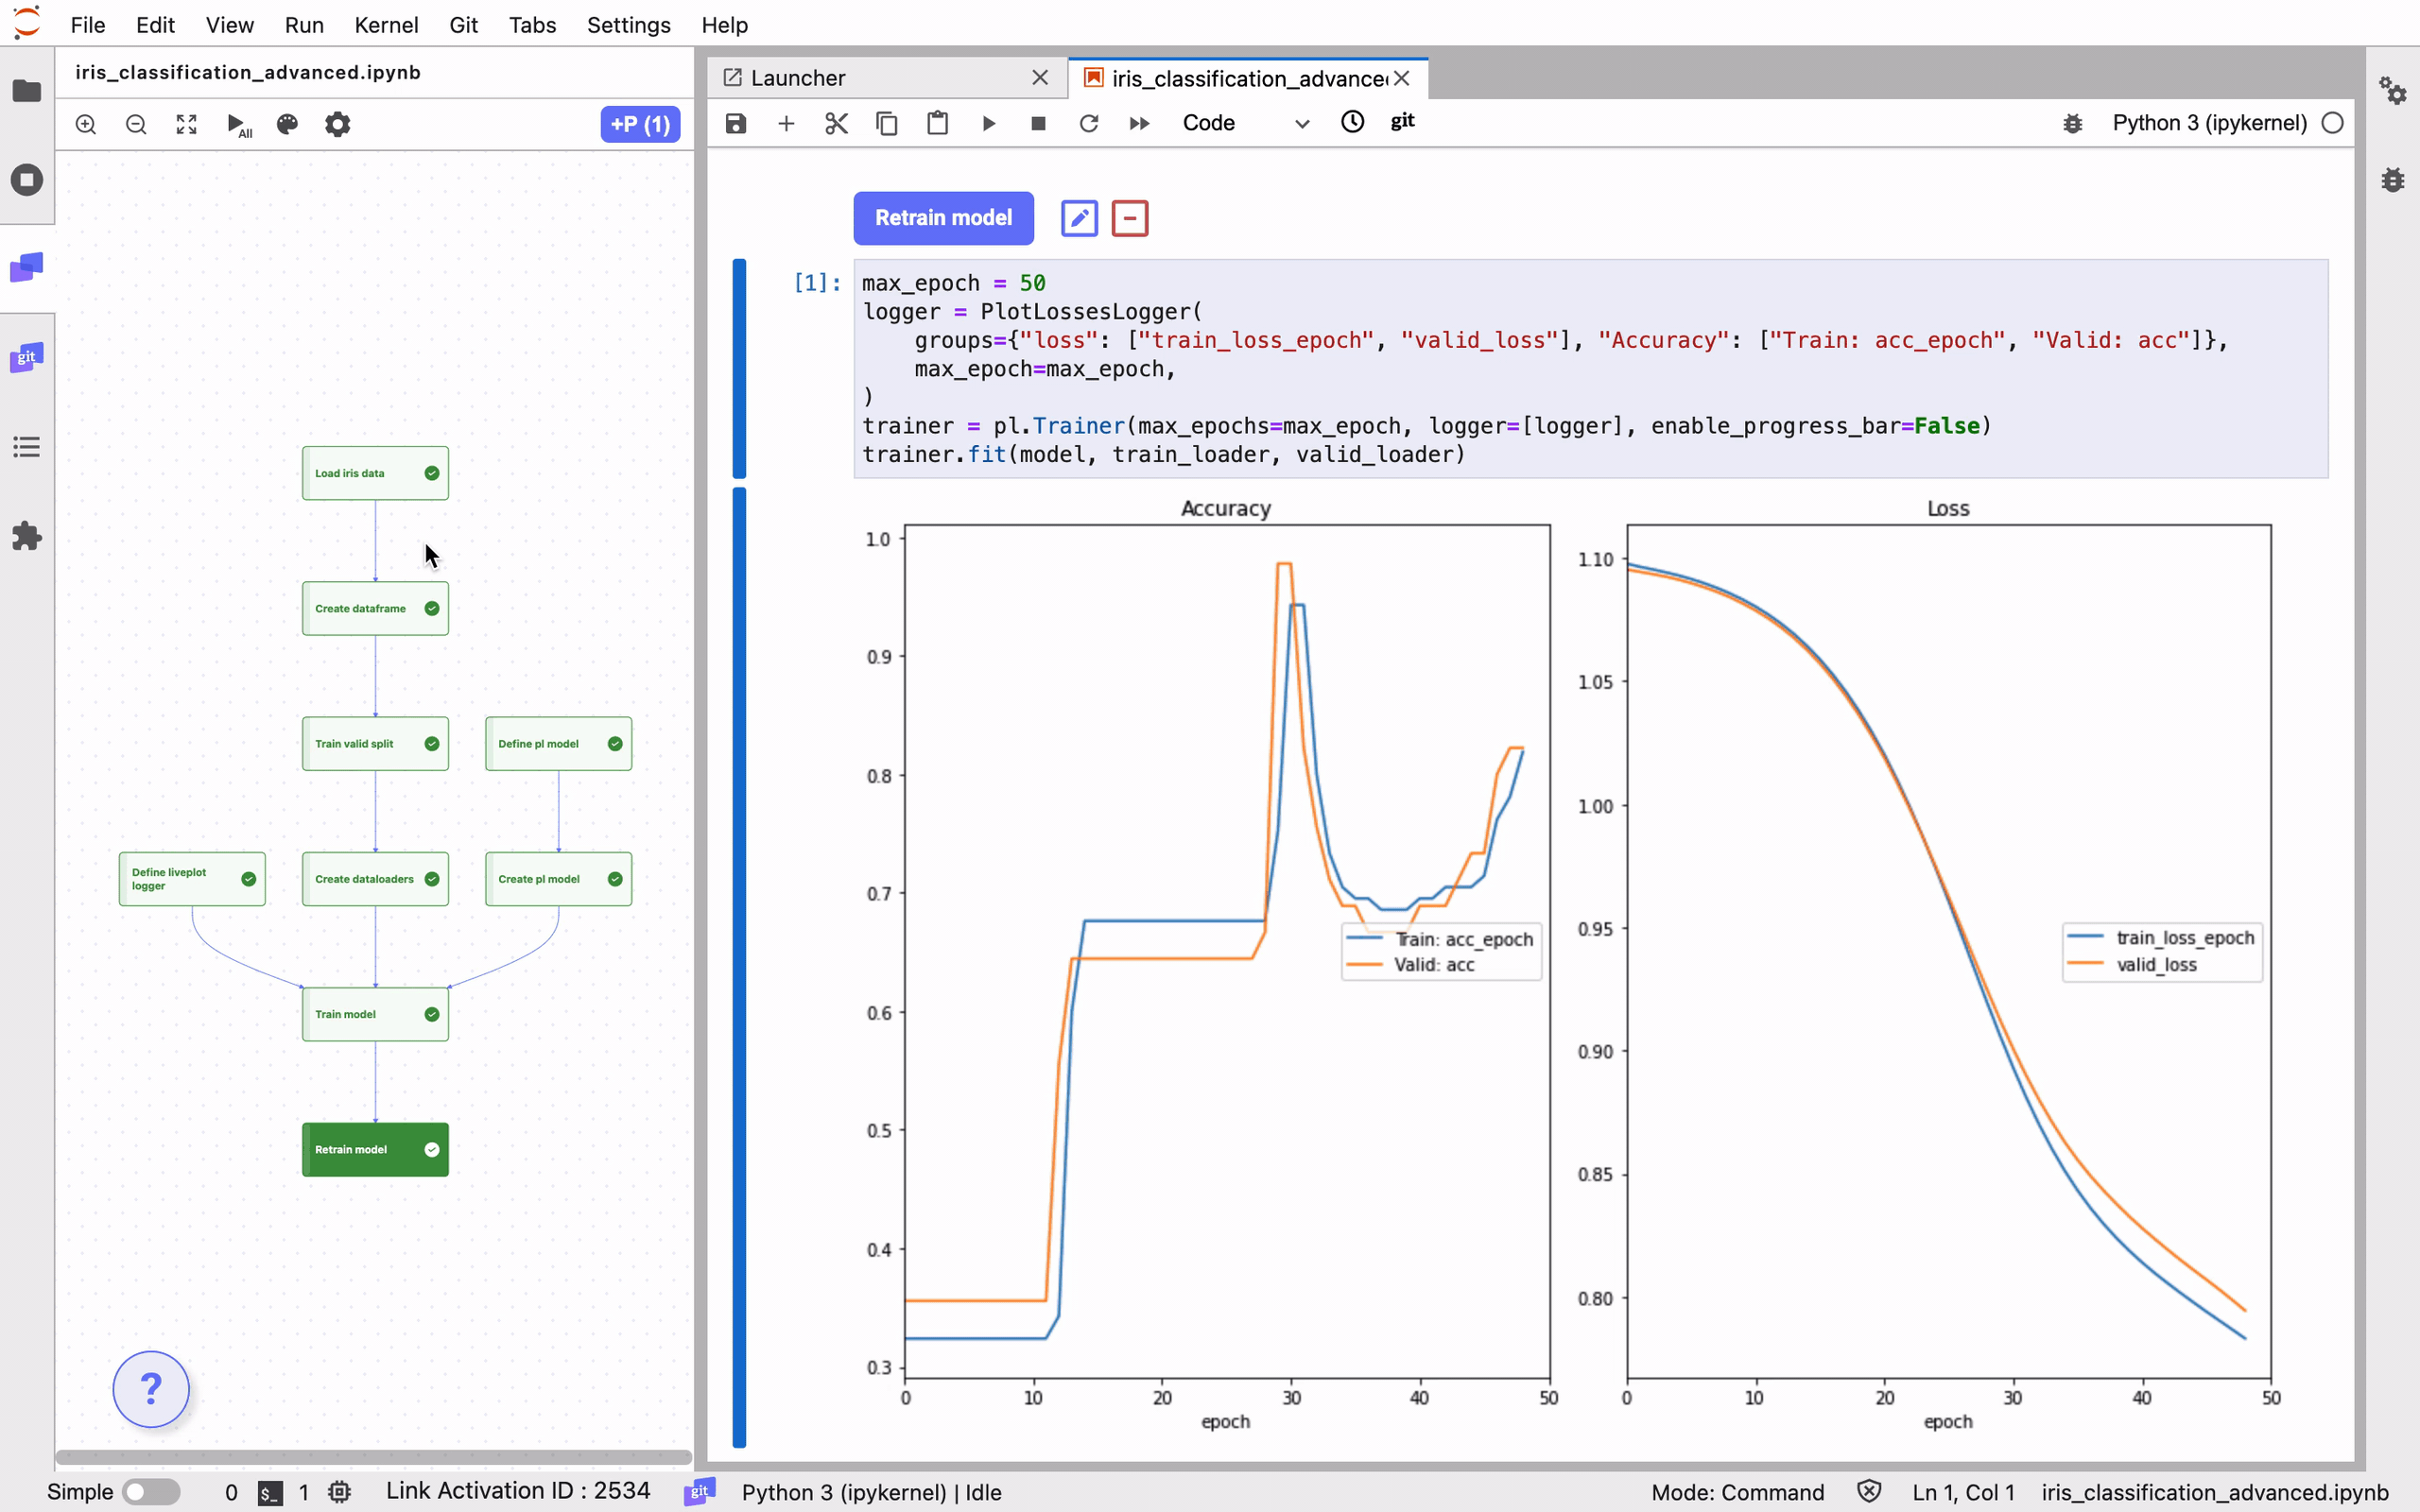 File Edit View Run Kernel Git Tabs Settings Help
iris_classification_advanced.ipynb
All
+P (1)
git
Load iris data
Create dataframe
Train valid split
Define pl model
Define liveplot
logger
Create dataloaders
Create pl model
Train model
Retrain model
?
Launcher
iris_classification_advance
Code
git
Python 3 (ipykernel)
Retrain model
[1]:
max_epoch = 50
logger = PlotLossesLogger(
    groups={"loss": ["train_loss_epoch", "valid_loss"], "Accuracy": ["Train: acc_epoch", "Valid: acc"]},
    max_epoch=max_epoch,
)
trainer = pl.Trainer(max_epochs=max_epoch, logger=[logger], enable_progress_bar=False)
trainer.fit(model, train_loader, valid_loader)
Accuracy
1.0
0.9
0.8
0.7
0.6
0.5
0.4
0.3
0 10 20 30 40 50
epoch
Train: acc_epoch
Valid: acc
Loss
1.10
1.05
1.00
0.95
0.90
0.85
0.80
0 10 20 30 40 50
epoch
train_loss_epoch
valid_loss
Simple 0 $_ 1 Link Activation ID : 2534 git Python 3 (ipykernel) | Idle Mode: Command Ln 1, Col 1 iris_classification_advanced.ipynb